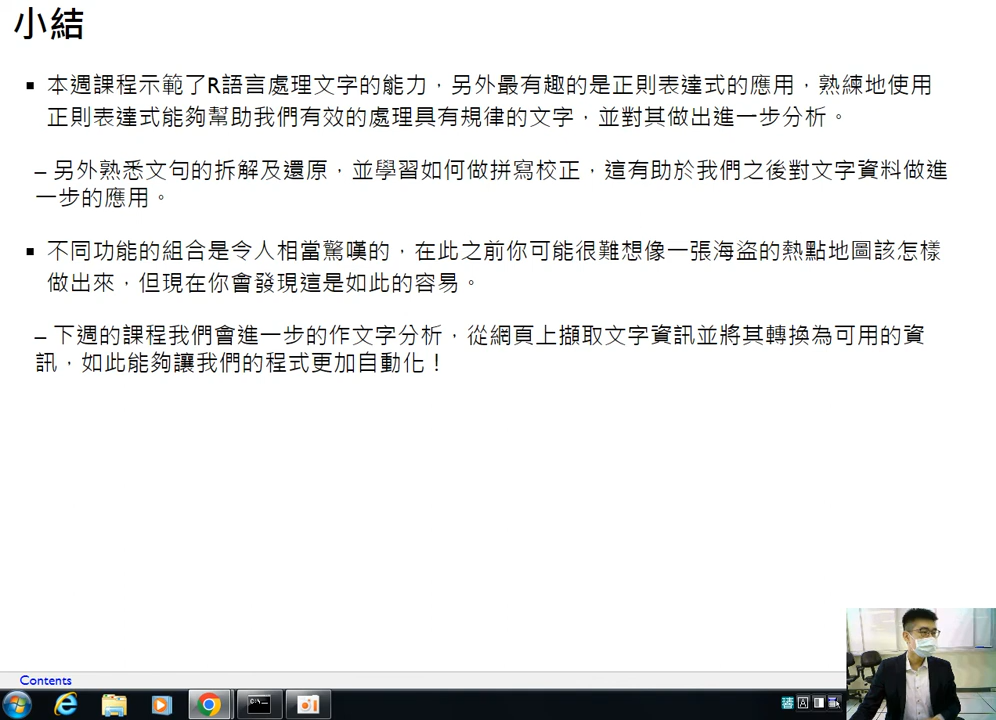 小結
▪ 本週課程示範了R語言處理文字的能力，另外最有趣的是正則表達式的應用，熟練地使用
正則表達式能夠幫助我們有效的處理具有規律的文字，並對其做出進一步分析。
– 另外熟悉文句的拆解及還原，並學習如何做拼寫校正，這有助於我們之後對文字資料做進
一步的應用。
▪ 不同功能的組合是令人相當驚嘆的，在此之前你可能很難想像一張海盜的熱點地圖該怎樣
做出來，但現在你會發現這是如此的容易。
– 下週的課程我們會進一步的作文字分析，從網頁上擷取文字資訊並將其轉換為可用的資
訊，如此能夠讓我們的程式更加自動化！
Contents